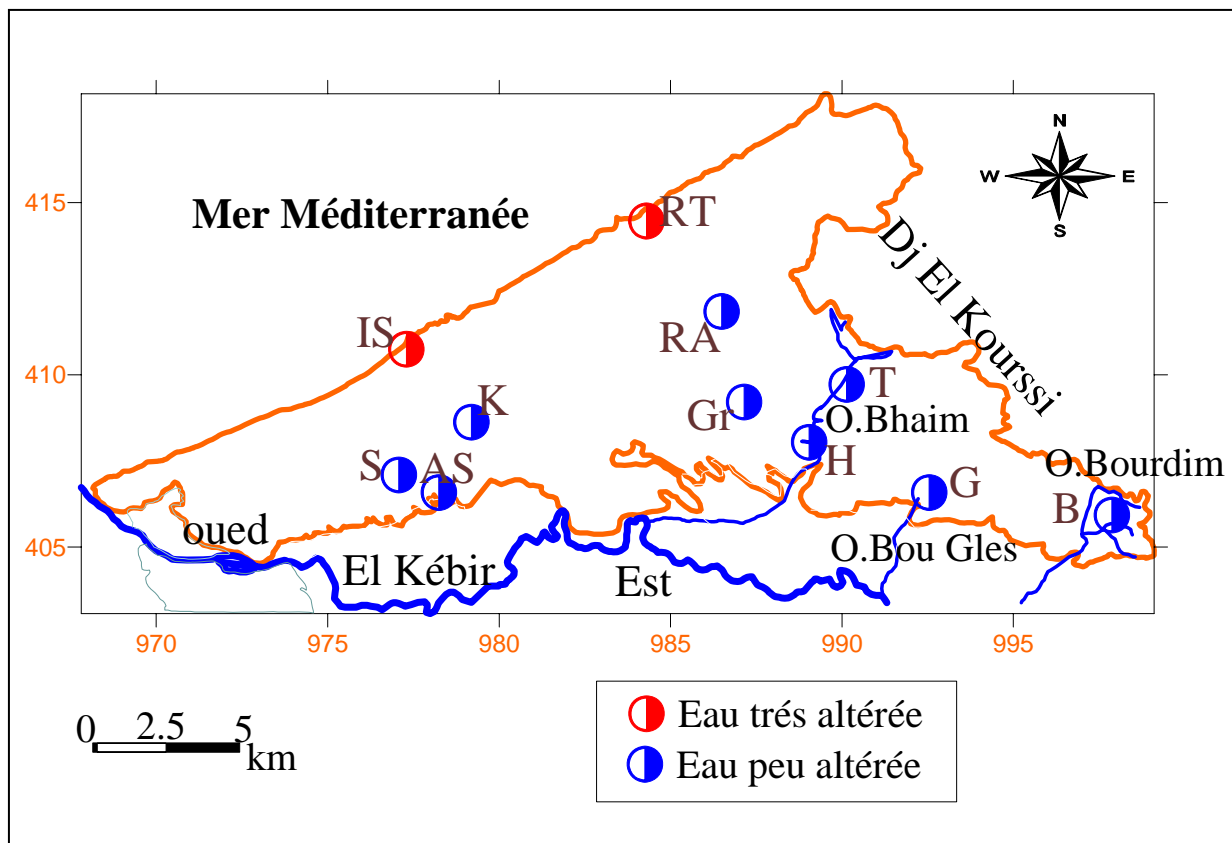 N
W E
S
415
410
405
Mer Méditerranée
RT
IS
RA
K
Gr
T
S
AS
H
G
B
Dj El Kourssi
O.Bhaim
O.Bourdim
O.Bou Gles
oued
El Kébir
Est
970 975 980 985 990 995
0 2.5 5
km
Eau trés altérée
Eau peu altérée